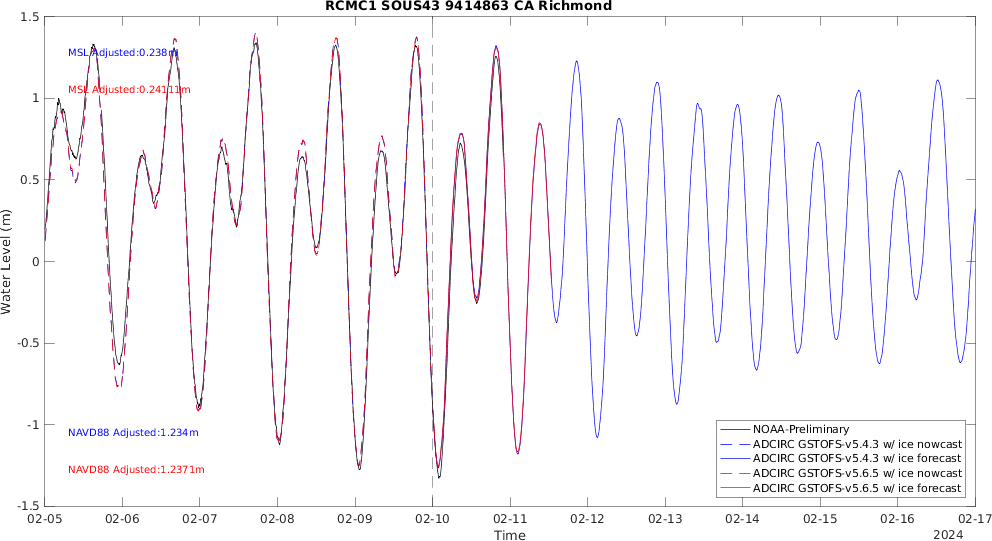 RCMC1 SOUS43 9414863 CA Richmond
1.5
1
0.5
0
-0.5
-1
-1.5
Water Level (m)
MSL Adjusted:0.238m
MSL Adjusted:0.24111m
NAVD88 Adjusted:1.234m
NAVD88 Adjusted:1.2371m
NOAA-Preliminary
ADCIRC GSTOFS-v5.4.3 w/ ice nowcast
ADCIRC GSTOFS-v5.4.3 w/ ice forecast
ADCIRC GSTOFS-v5.6.5 w/ ice nowcast
ADCIRC GSTOFS-v5.6.5 w/ ice forecast
02-05 02-06 02-07 02-08 02-09 02-10 02-11 02-12 02-13 02-14 02-15 02-16 02-17
Time
2024